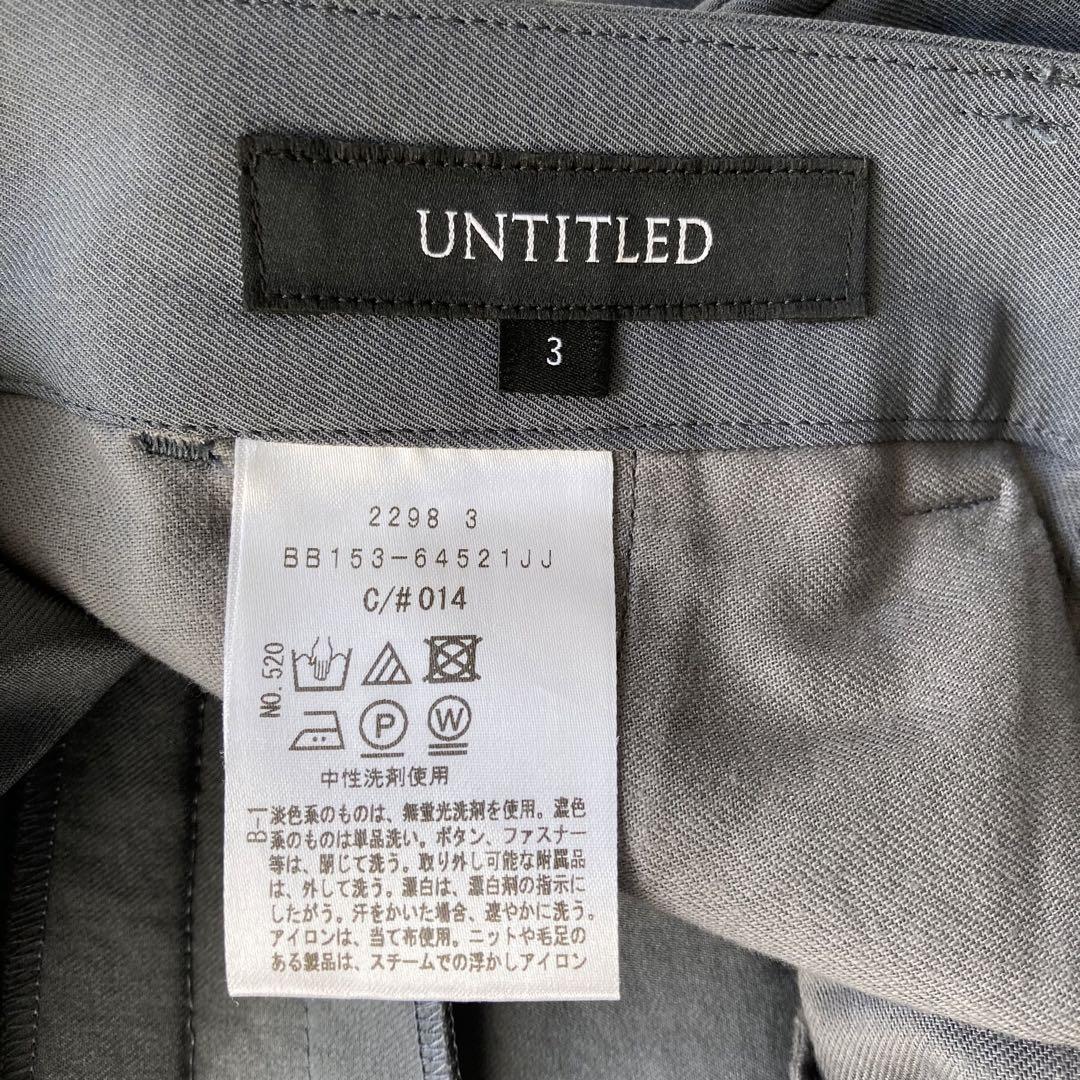 UNTITLED
3
2298 3
BB153-64521JJ
C/#014
NO.520
P
W
中性洗剤使用
B-1
淡色系のものは、無蛍光洗剤を使用。濃色
系のものは単品洗い。ボタン、ファスナー
等は、閉じて洗う。取り外し可能な附属品
は、外して洗う。漂白は、漂白剤の指示に
したがう。汗をかいた場合、速やかに洗う。
アイロンは、当て布使用。ニットや毛足の
ある製品は、スチームでの浮かしアイロン